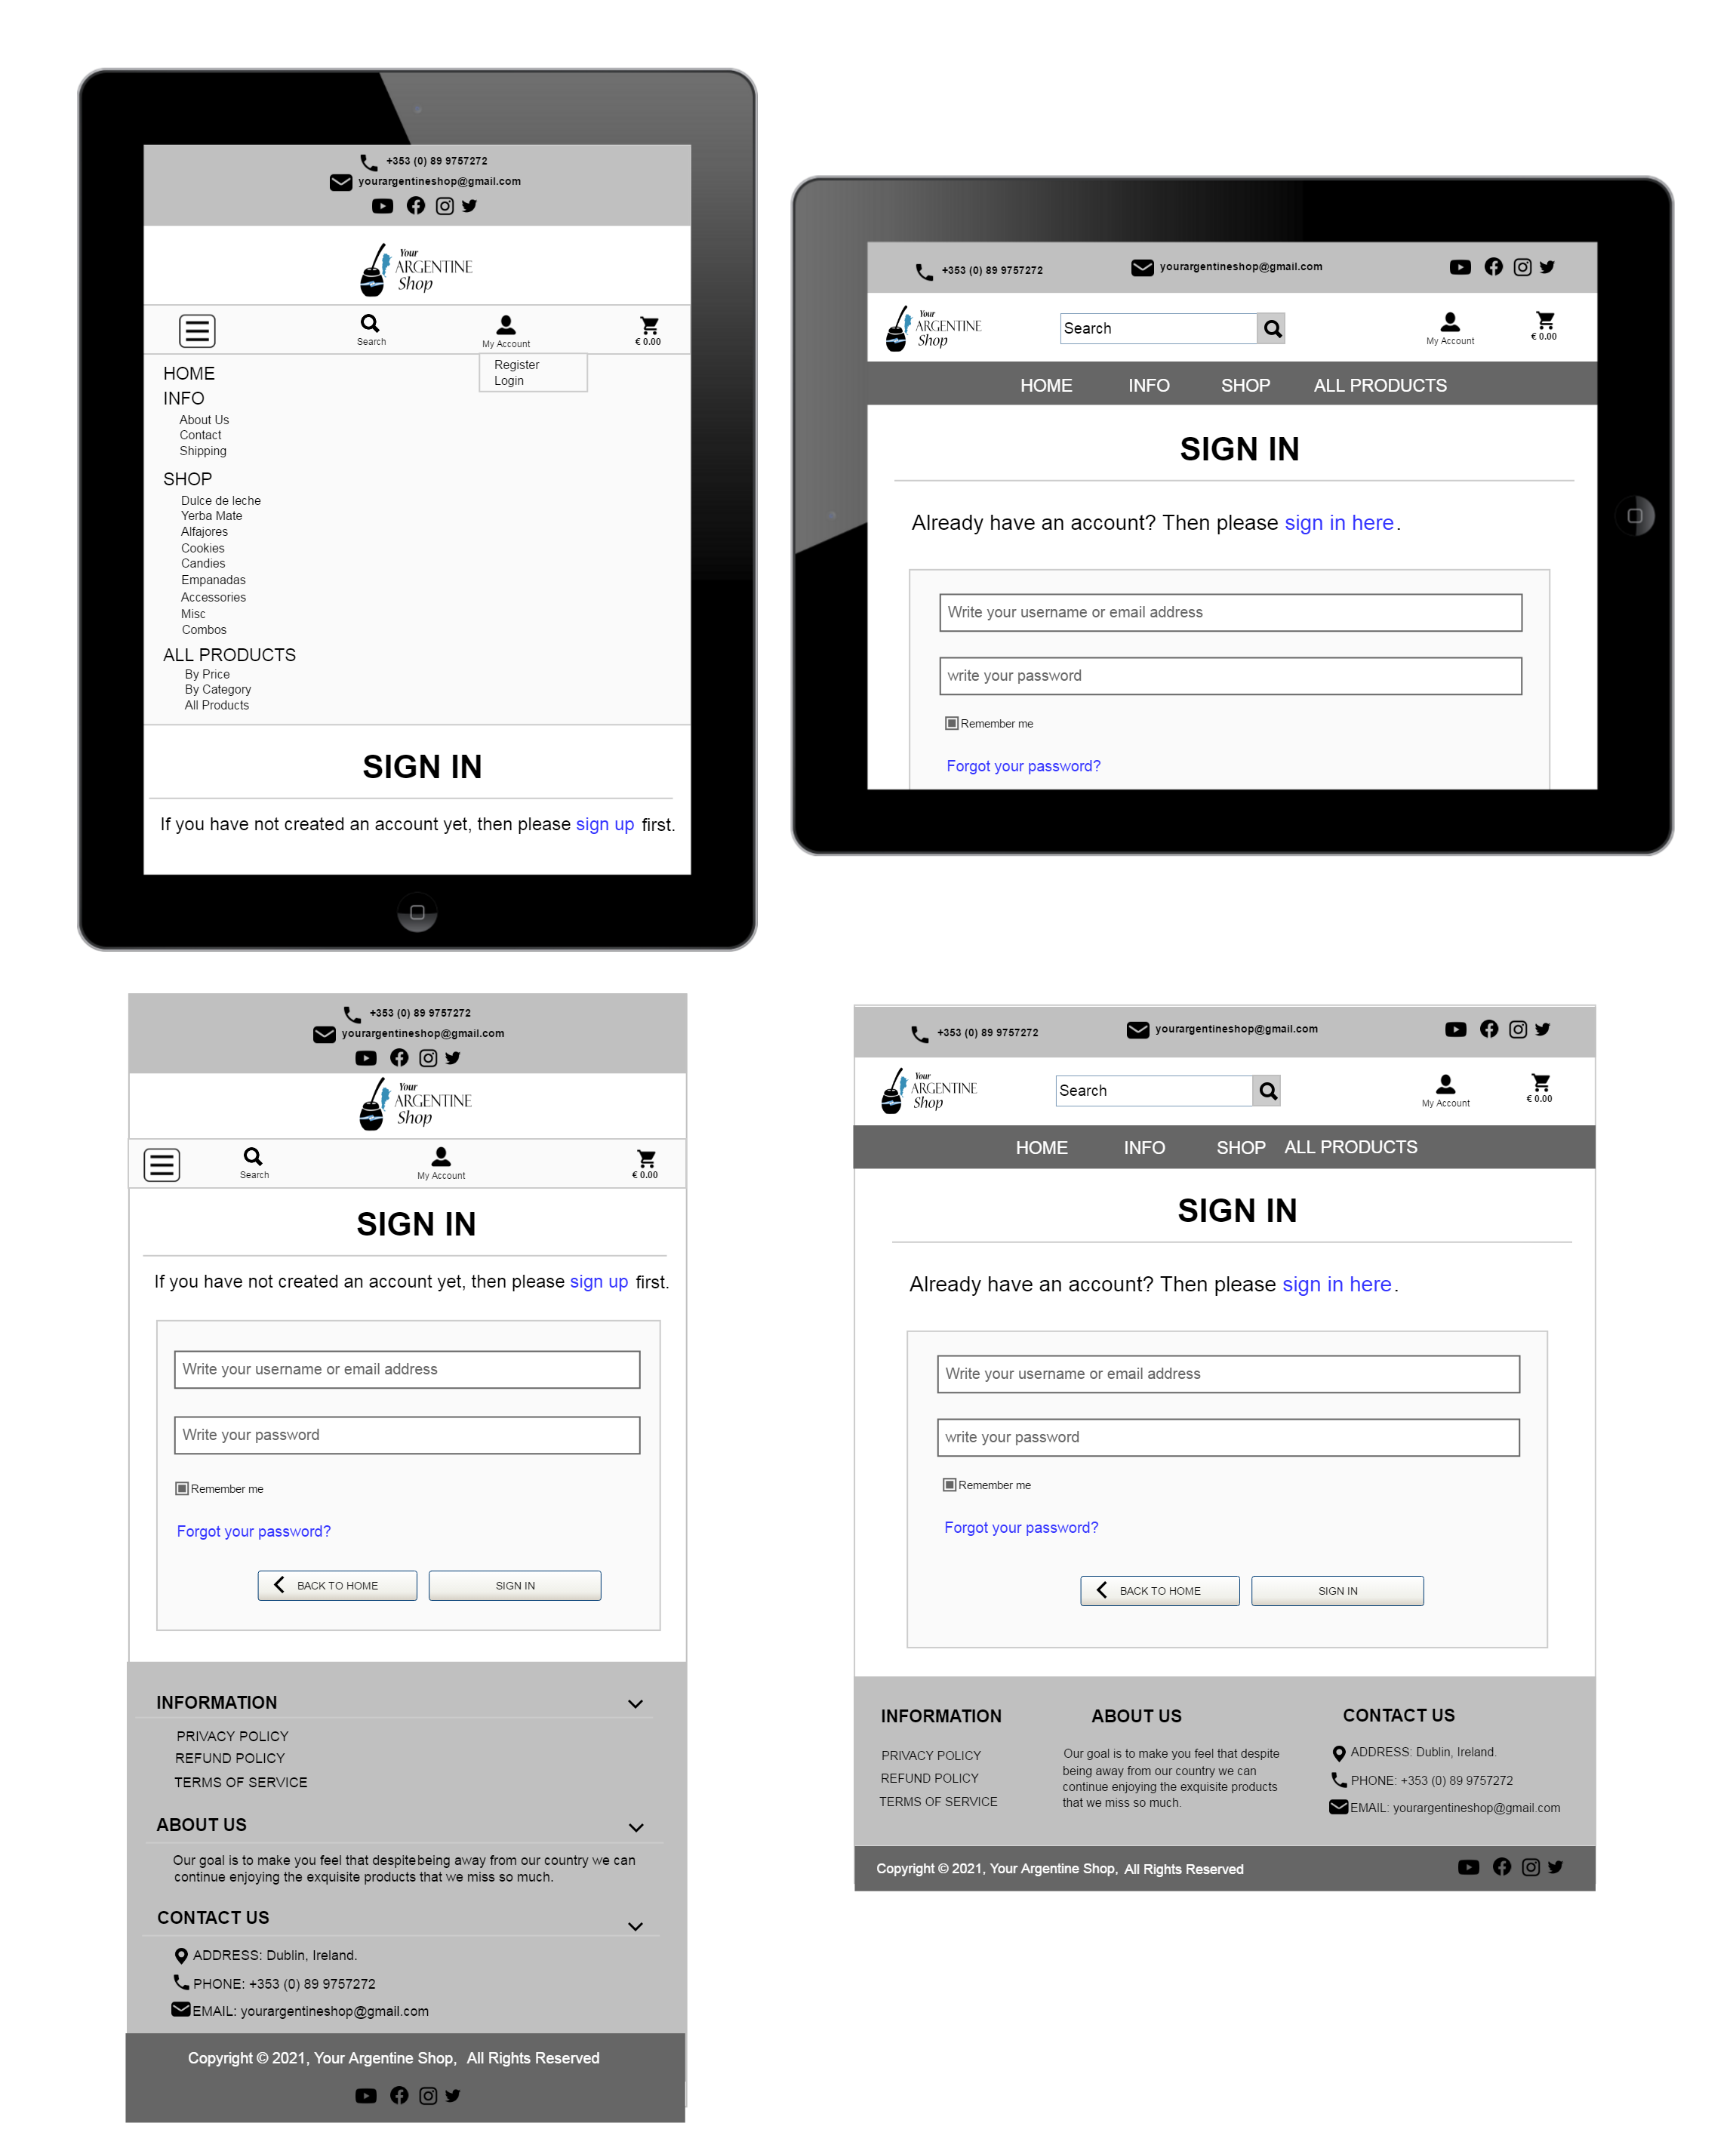 +353 (0) 89 9757272
yourargentineshop@gmail.com
Your
ARGENTINE
Shop
Search
My Account
€ 0.00
Register
Login
HOME
INFO
About Us
Contact
Shipping
SHOP
Dulce de leche
Yerba Mate
Alfajores
Cookies
Candies
Empanadas
Accessories
Misc
Combos
ALL PRODUCTS
By Price
By Category
All Products
SIGN IN
If you have not created an account yet, then please sign up first.
+353 (0) 89 9757272 yourargentineshop@gmail.com
Your
ARGENTINE
Shop
Search
My Account
€ 0.00
HOME INFO SHOP ALL PRODUCTS
SIGN IN
Already have an account? Then please sign in here.
Write your username or email address
write your password
Remember me
Forgot your password?
+353 (0) 89 9757272
yourargentineshop@gmail.com
Your
ARGENTINE
Shop
Search
My Account
€ 0.00
SIGN IN
If you have not created an account yet, then please sign up first.
Write your username or email address
Write your password
Remember me
Forgot your password?
BACK TO HOME SIGN IN
INFORMATION
PRIVACY POLICY
REFUND POLICY
TERMS OF SERVICE
ABOUT US
Our goal is to make you feel that despitebeing away from our country we can
continue enjoying the exquisite products that we miss so much.
CONTACT US
ADDRESS: Dublin, Ireland.
PHONE: +353 (0) 89 9757272
EMAIL: yourargentineshop@gmail.com
Copyright © 2021, Your Argentine Shop, All Rights Reserved
+353 (0) 89 9757272 yourargentineshop@gmail.com
Your
ARGENTINE
Shop
Search
My Account
€ 0.00
HOME INFO SHOP ALL PRODUCTS
SIGN IN
Already have an account? Then please sign in here.
Write your username or email address
write your password
Remember me
Forgot your password?
BACK TO HOME SIGN IN
INFORMATION
PRIVACY POLICY
REFUND POLICY
TERMS OF SERVICE
ABOUT US
Our goal is to make you feel that despite
being away from our country we can
continue enjoying the exquisite products
that we miss so much.
CONTACT US
ADDRESS: Dublin, Ireland.
PHONE: +353 (0) 89 9757272
EMAIL: yourargentineshop@gmail.com
Copyright © 2021, Your Argentine Shop, All Rights Reserved